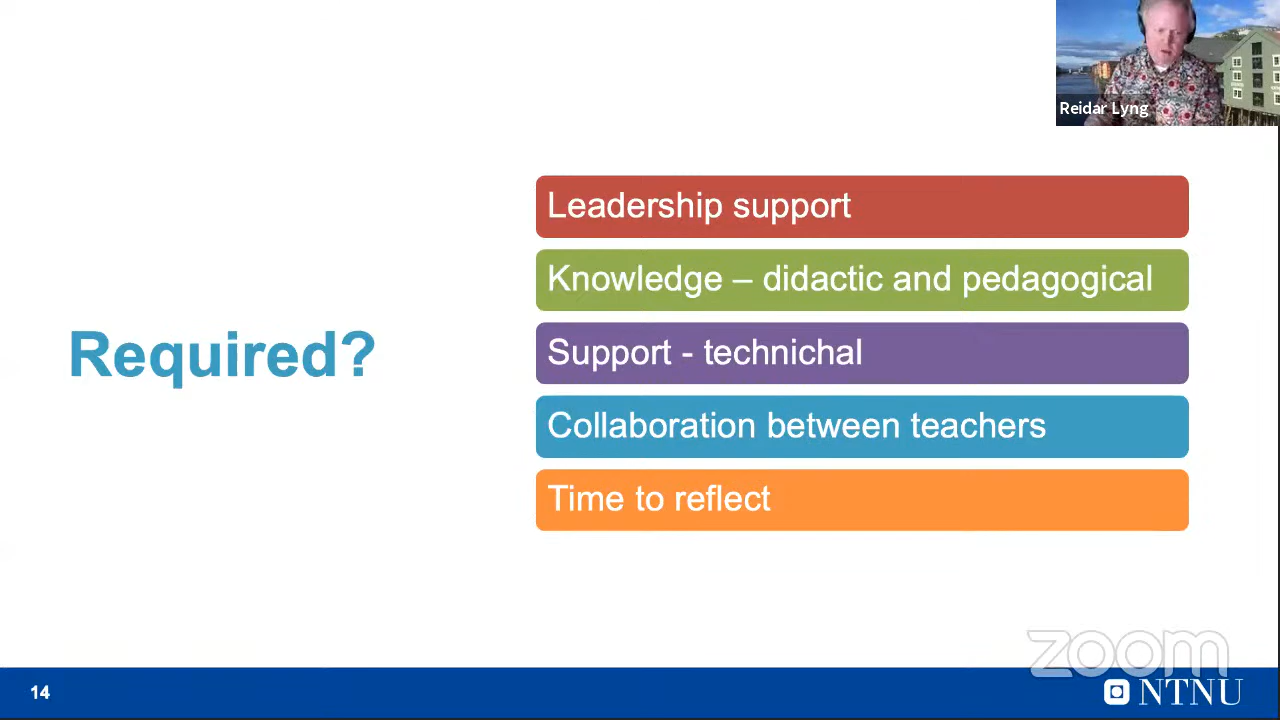 Reidar Lyng
Leadership support
Knowledge – didactic and pedagogical
Required?
Support - technichal
Collaboration between teachers
Time to reflect
zoom
14
NTNU